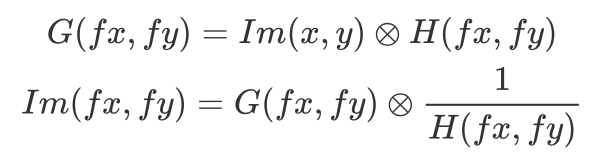 G(fx, fy) = Im(x, y) ⊗ H(fx, fy)
Im(fx, fy) = G(fx, fy) ⊗ 1 / H(fx, fy)